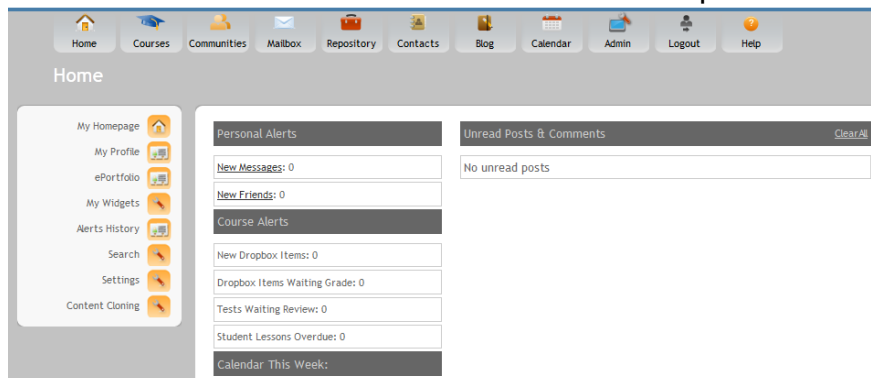 Home Courses Communities Mailbox Repository Contacts Blog Calendar Admin Logout Help
Home
My Homepage
My Profile
ePortfolio
My Widgets
Alerts History
Search
Settings
Content Cloning
Personal Alerts
New Messages: 0
New Friends: 0
Course Alerts
New Dropbox Items: 0
Dropbox Items Waiting Grade: 0
Tests Waiting Review: 0
Student Lessons Overdue: 0
Calendar This Week:
Unread Posts & Comments Clear All
No unread posts